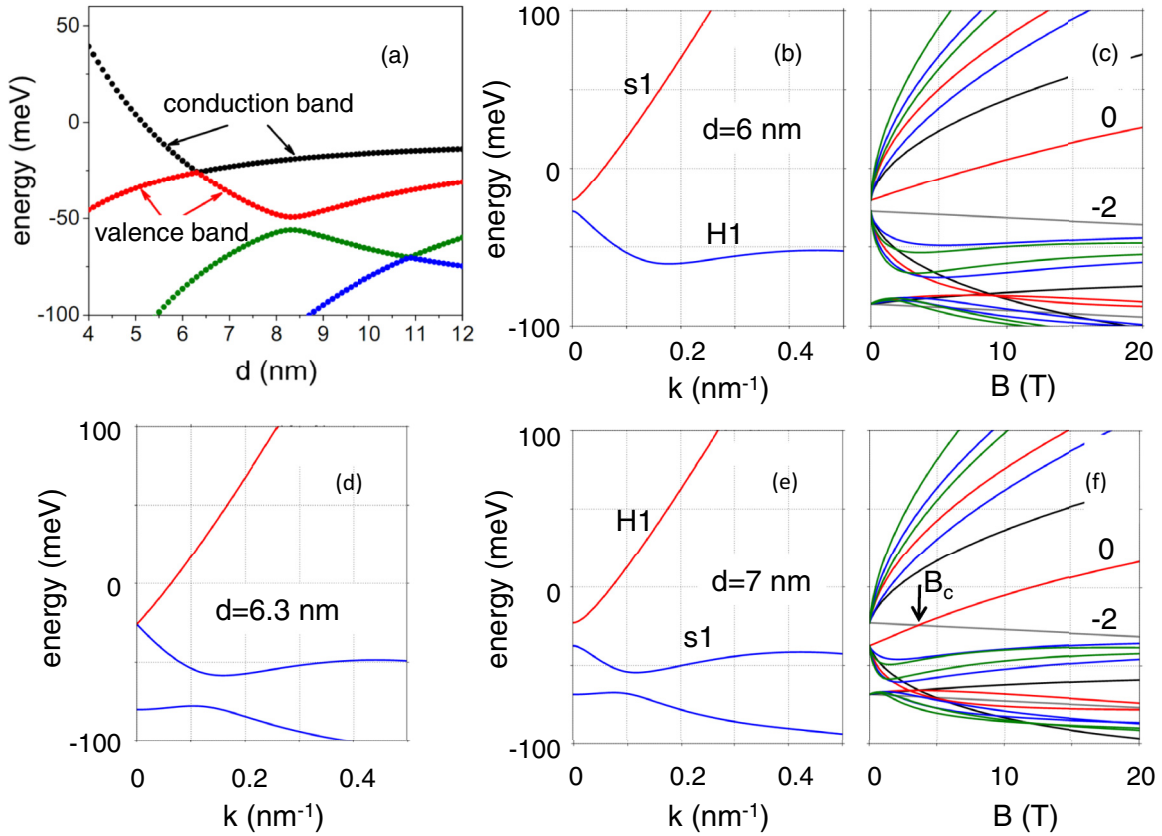 (a)
energy (meV)
50
0
-50
-100
conduction band
valence band
4 5 6 7 8 9 10 11 12
d (nm)
(b)
energy (meV)
100
0
-100
s1
d=6 nm
H1
0 0.2 0.4
k (nm-1)
(c)
0
-2
0 10 20
B (T)
(d)
energy (meV)
100
0
-100
d=6.3 nm
0 0.2 0.4
k (nm-1)
(e)
energy (meV)
100
0
-100
H1
d=7 nm
s1
0 0.2 0.4
k (nm-1)
(f)
0
Bc
-2
0 10 20
B (T)